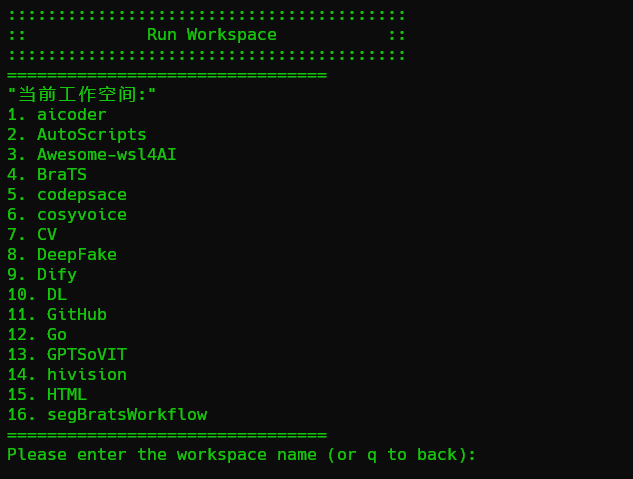 ::::::::::::::::::::::::::::::::::::::::
::            Run Workspace           ::
::::::::::::::::::::::::::::::::::::::::
================================
"当前工作空间:"
1. aicoder
2. AutoScripts
3. Awesome-wsl4AI
4. BraTS
5. codepsace
6. cosyvoice
7. CV
8. DeepFake
9. Dify
10. DL
11. GitHub
12. Go
13. GPTSoVIT
14. hivision
15. HTML
16. segBratsWorkflow
================================
Please enter the workspace name (or q to back):